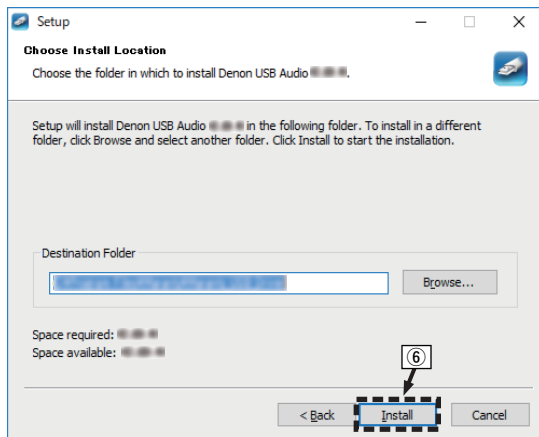 Setup
Choose Install Location
Choose the folder in which to install Denon USB Audio .
Setup will install Denon USB Audio in the following folder. To install in a different
folder, click Browse and select another folder. Click Install to start the installation.
Destination Folder
Browse...
Space required:
Space available:
⑥
< Back Install Cancel